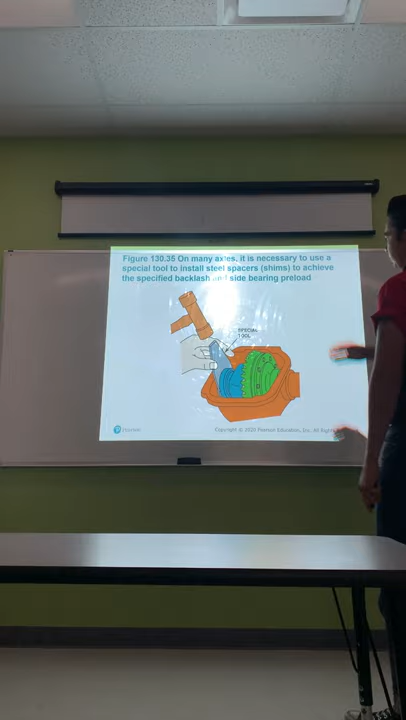 Figure 130.35 On many axles, it is necessary to use a
special tool to install steel spacers (shims) to achieve
the specified backlash and side bearing preload
SPECIAL
TOOL
Pearson
Copyright © 2020 Pearson Education, Inc. All Rights